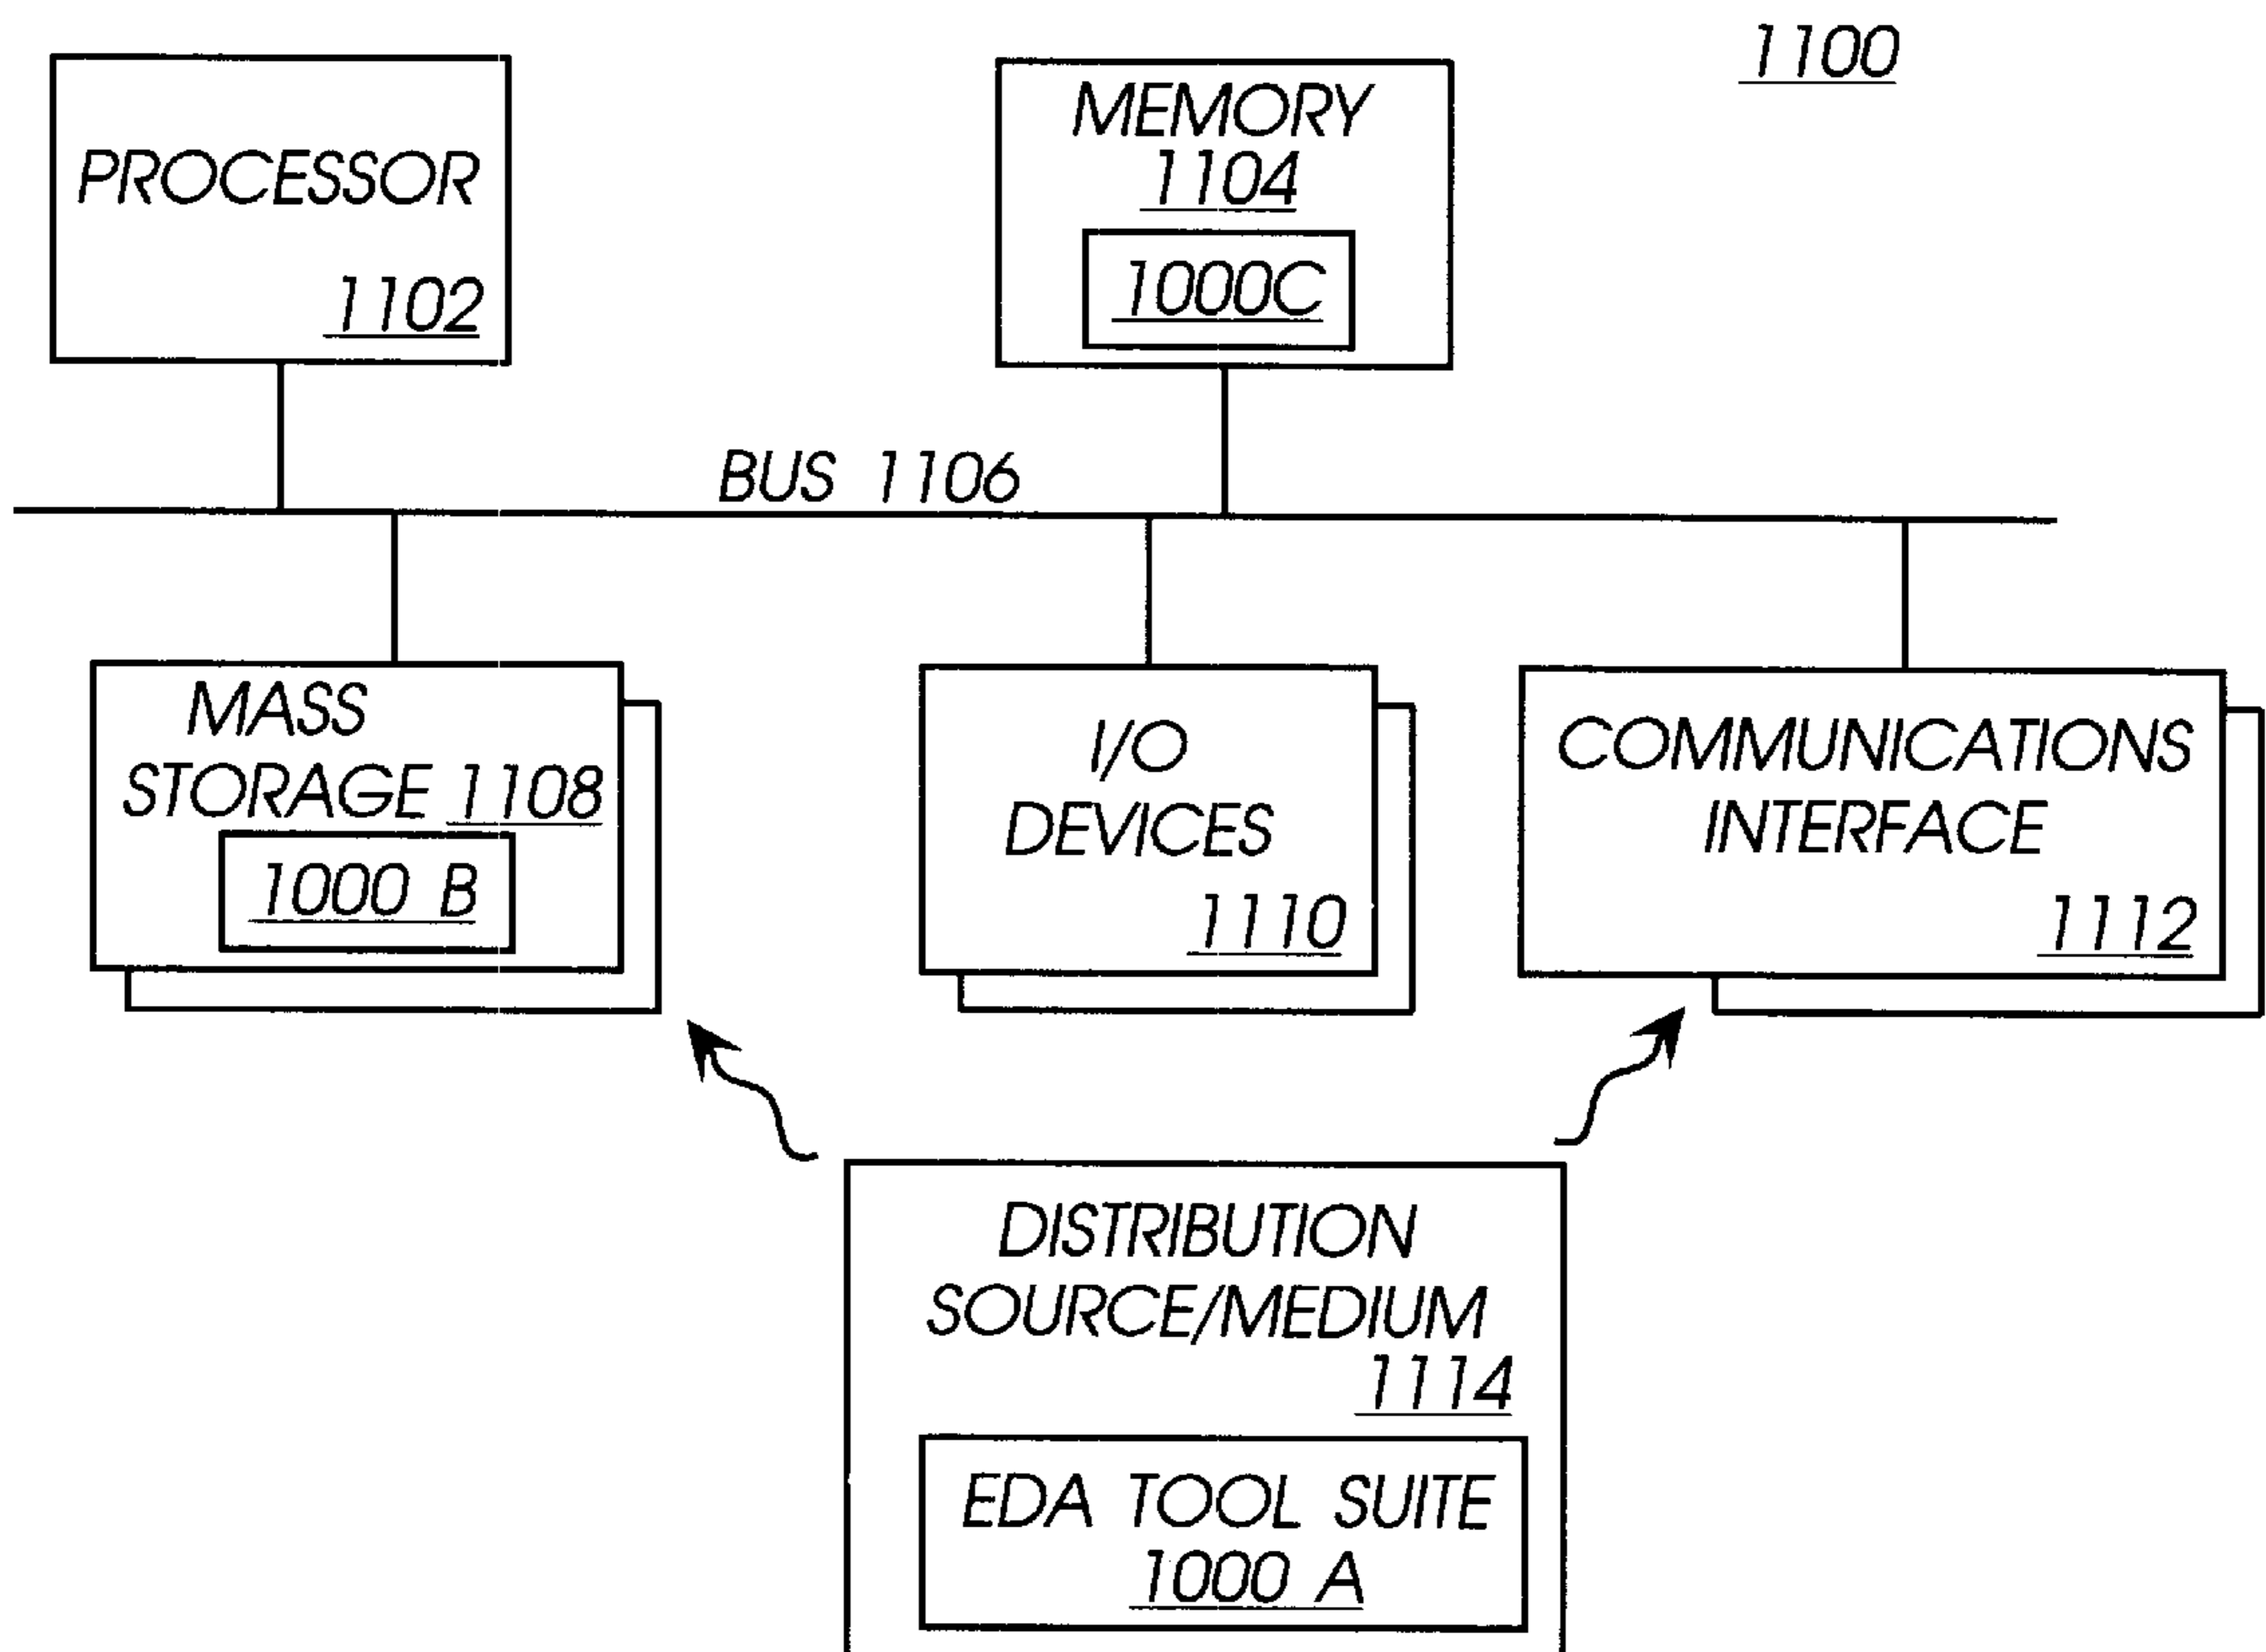 1100
PROCESSOR
1102
MEMORY
1104
1000C
BUS 1106
MASS
STORAGE 1108
1000 B
I/O
DEVICES
1110
COMMUNICATIONS
INTERFACE
1112
DISTRIBUTION
SOURCE/MEDIUM
1114
EDA TOOL SUITE
1000 A